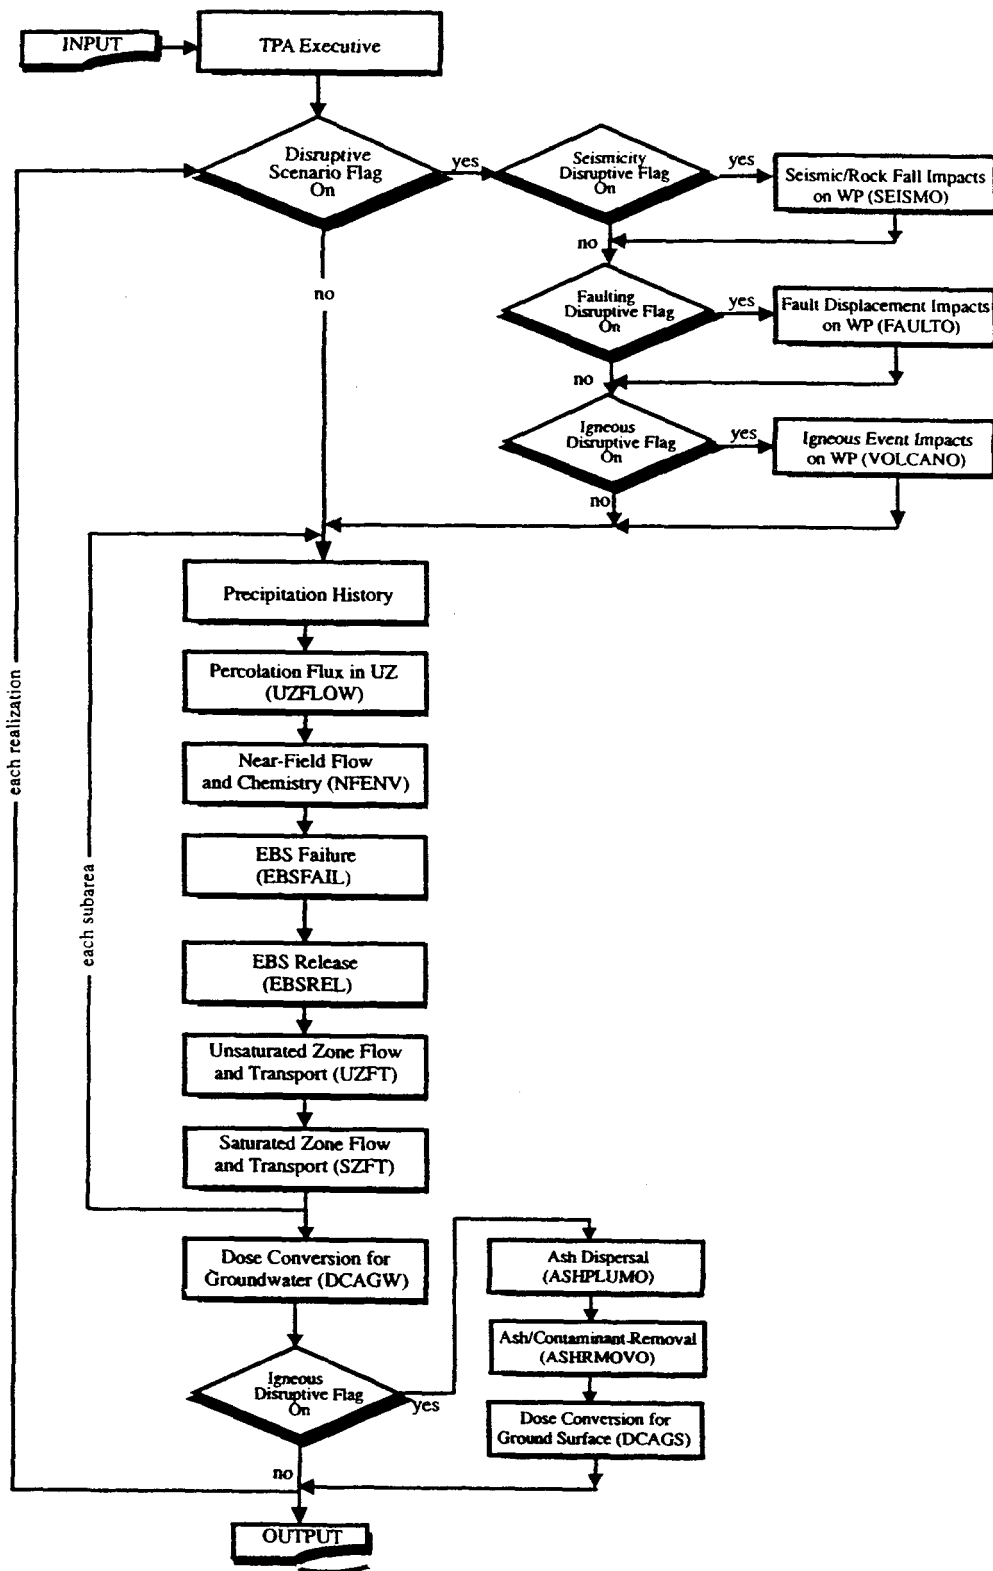 INPUT
TPA Executive
Disruptive
Scenario Flag
On
yes
Seismicity
Disruptive Flag
On
yes
Seismic/Rock Fall Impacts
on WP (SEISMO)
no
no
Faulting
Disruptive Flag
On
yes
Fault Displacement Impacts
on WP (FAULTO)
no
Igneous
Disruptive Flag
On
yes
Igneous Event Impacts
on WP (VOLCANO)
no
Precipitation History
Percolation Flux in UZ
(UZFLOW)
Near-Field Flow
and Chemistry (NFENV)
EBS Failure
(EBSFAIL)
EBS Release
(EBSREL)
Unsaturated Zone Flow
and Transport (UZFT)
Saturated Zone Flow
and Transport (SZFT)
each realization
each subarea
Dose Conversion for
Groundwater (DCAGW)
Igneous
Disruptive Flag
On
yes
Ash Dispersal
(ASHPLUMO)
Ash/Contaminant Removal
(ASHRMOVO)
Dose Conversion for
Ground Surface (DCAGS)
no
OUTPUT